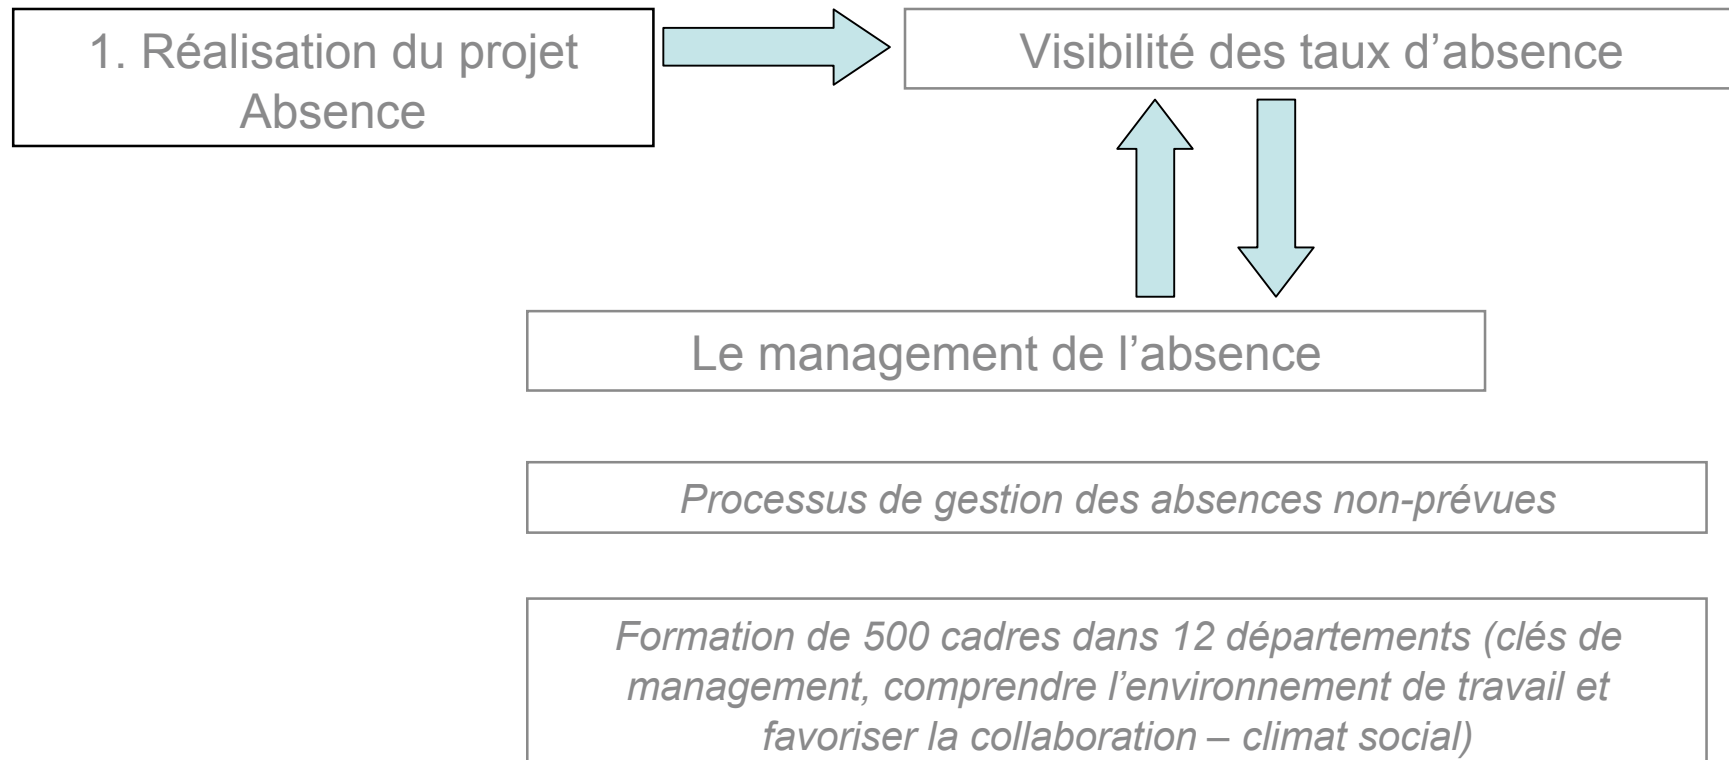 1. Réalisation du projet
Absence
Visibilité des taux d’absence
Le management de l’absence
Processus de gestion des absences non-prévues
Formation de 500 cadres dans 12 départements (clés de
management, comprendre l’environnement de travail et
favoriser la collaboration – climat social)